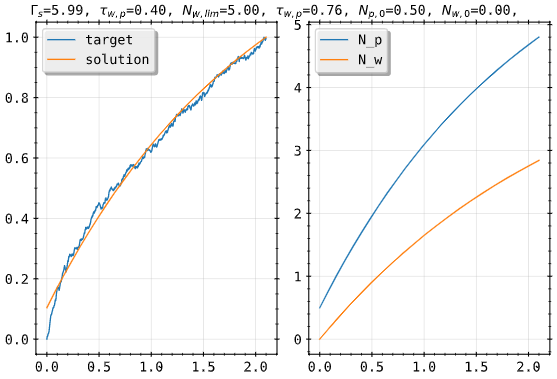 Γₛ=5.99, τ_w,p=0.40, N_W,lim=5.00, τ_w,p=0.76, N_p,0=0.50, N_w,0=0.00,
target
solution
1.0
0.8
0.6
0.4
0.2
0.0
0.0 0.5 1.0 1.5 2.0
N_p
N_w
5
4
3
2
1
0
0.0 0.5 1.0 1.5 2.0